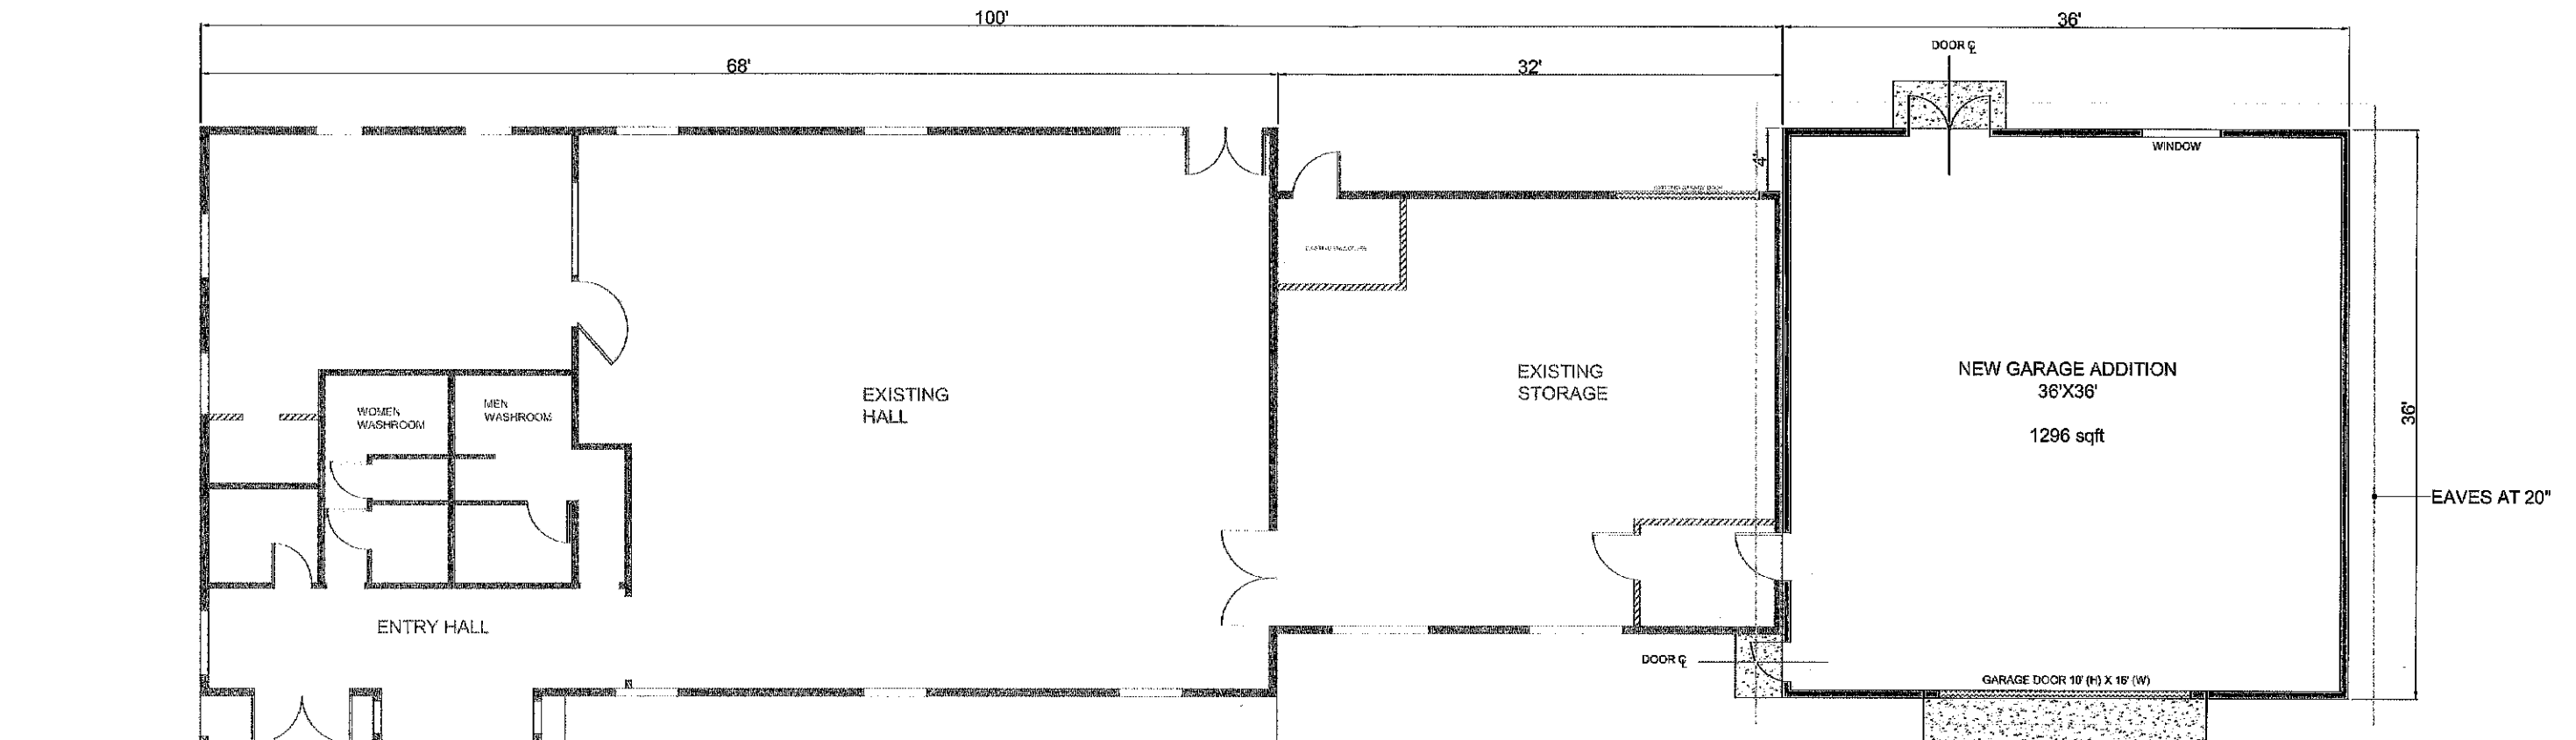 100'
36'
DOOR ℄
68'
32'
4'
WINDOW
EXISTING
HALL
EXISTING
STORAGE
NEW GARAGE ADDITION
36'X36'
1296 sqft
36'
WOMEN
WASHROOM
MEN
WASHROOM
EAVES AT 20"
ENTRY HALL
DOOR ℄
GARAGE DOOR 10' (H) X 16' (W)